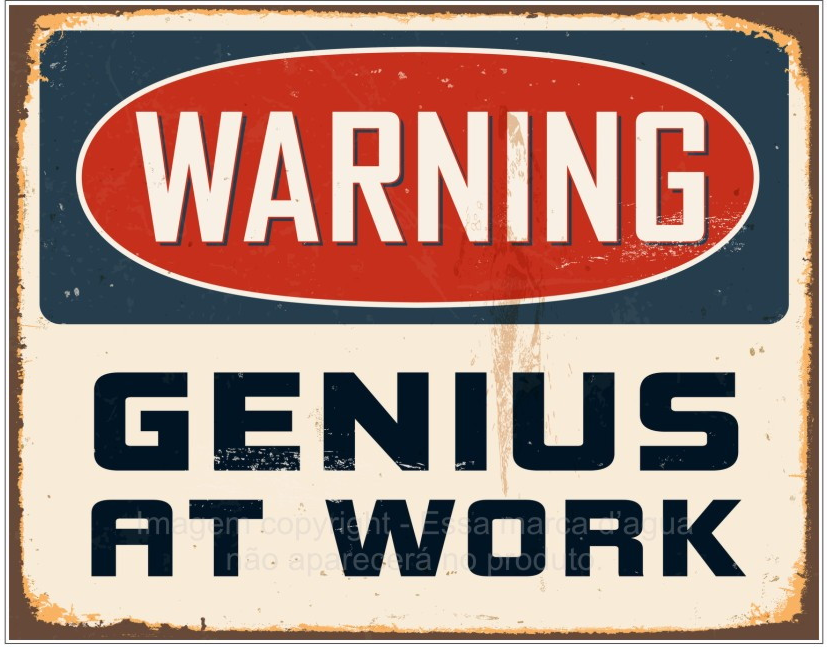 WARNING
GENIUS
AT WORK
Imagem copyright - Essa marca d'agua
não aparecerá no produto.